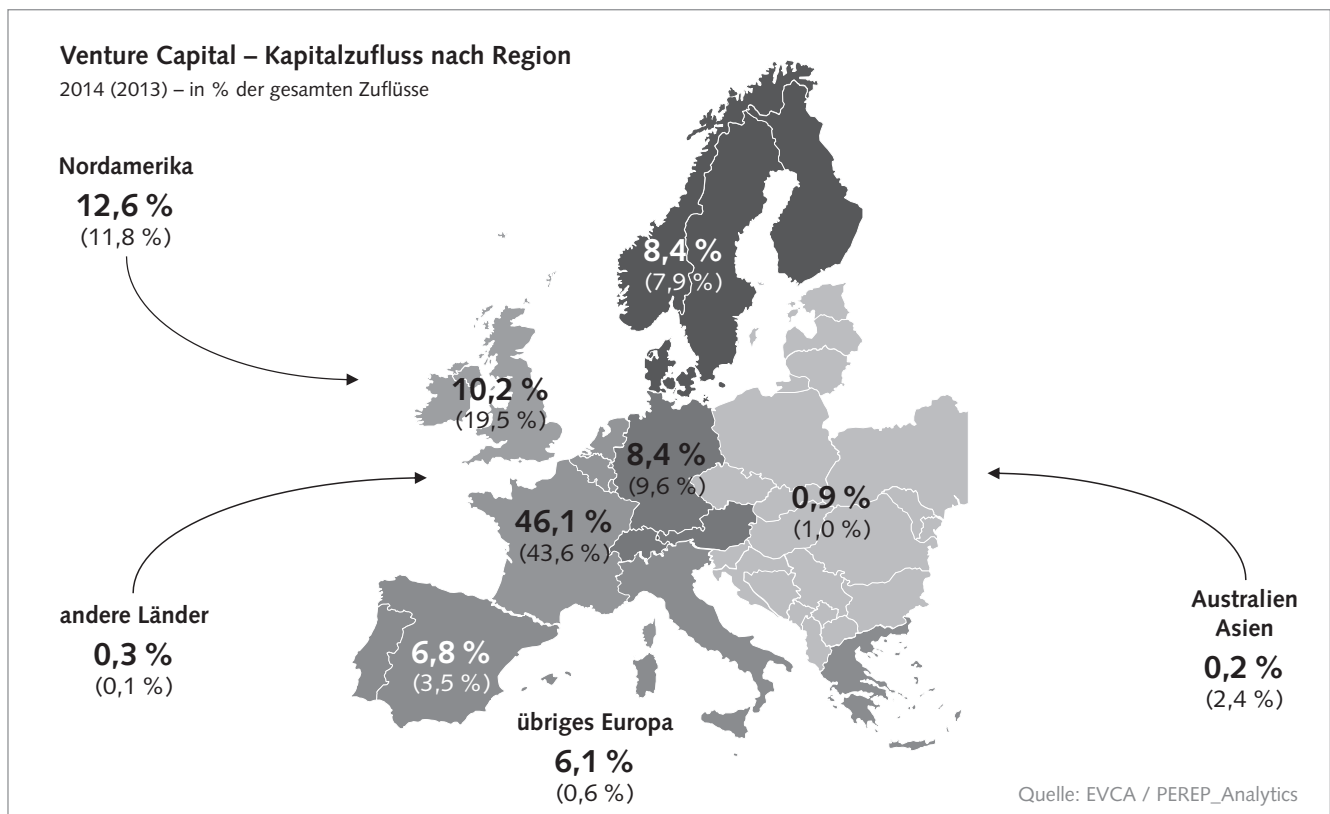 Venture Capital – Kapitalzufluss nach Region
2014 (2013) – in % der gesamten Zuflüsse
Nordamerika
12,6 %
(11,8 %)
8,4 %
(7,9 %)
10,2 %
(19,5 %)
8,4 %
(9,6 %)
46,1 %
(43,6 %)
0,9 %
(1,0 %)
andere Länder
0,3 %
(0,1 %)
6,8 %
(3,5 %)
übriges Europa
6,1 %
(0,6 %)
Australien
Asien
0,2 %
(2,4 %)
Quelle: EVCA / PEREP_Analytics